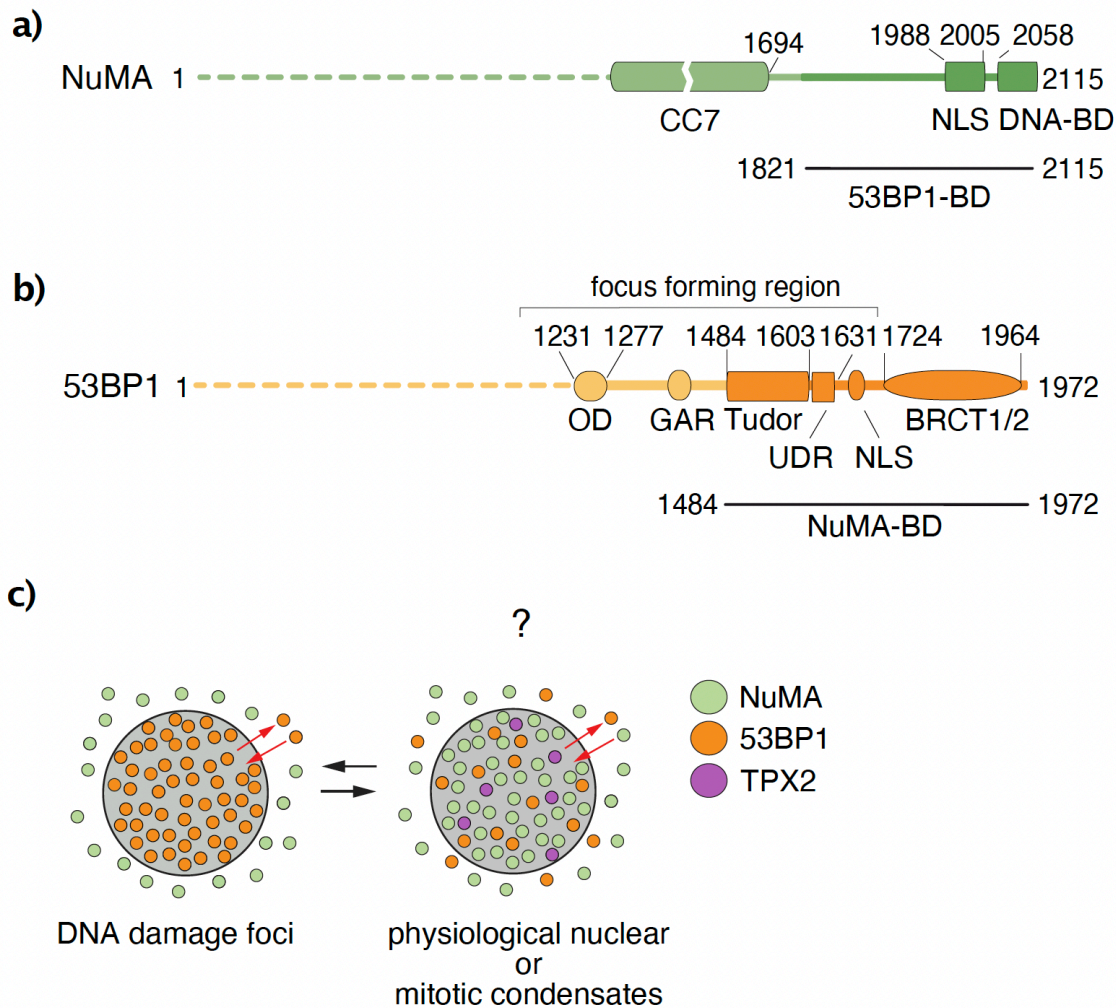 a)
1694 1988 2005 2058
NuMA 1 2115
CC7 NLS DNA-BD
1821 2115
53BP1-BD
b)
focus forming region
1231 1277 1484 1603 1631 1724 1964
53BP1 1 1972
OD GAR Tudor BRCT1/2
UDR NLS
1484 1972
NuMA-BD
c)
?
NuMA
53BP1
TPX2
DNA damage foci
physiological nuclear
or
mitotic condensates